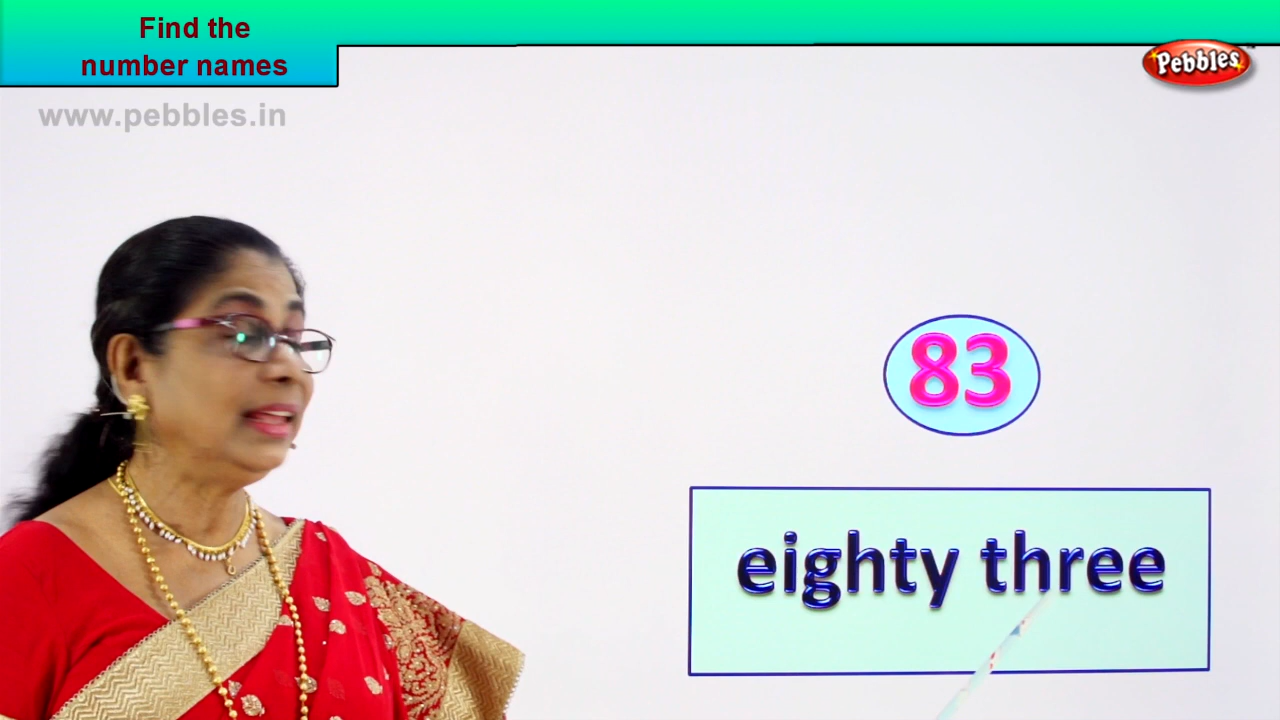 Find the
number names
Pebbles
www.pebbles.in
83
eighty three